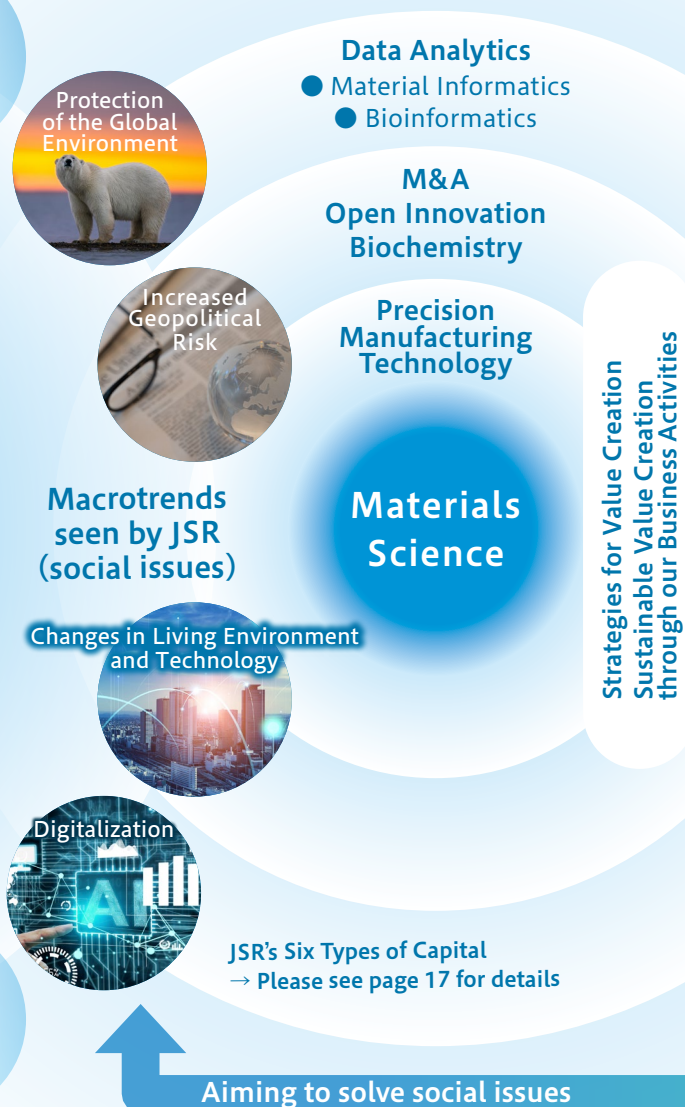 Data Analytics
● Material Informatics
● Bioinformatics
Protection
of the Global
Environment
M&A
Open Innovation
Biochemistry
Increased
Geopolitical
Risk
Precision
Manufacturing
Technology
Macrotrends
seen by JSR
(social issues)
Materials
Science
Strategies for Value Creation
Sustainable Value Creation
through our Business Activities
Changes in Living Environment
and Technology
Digitalization
AI
JSR's Six Types of Capital
→ Please see page 17 for details
Aiming to solve social issues